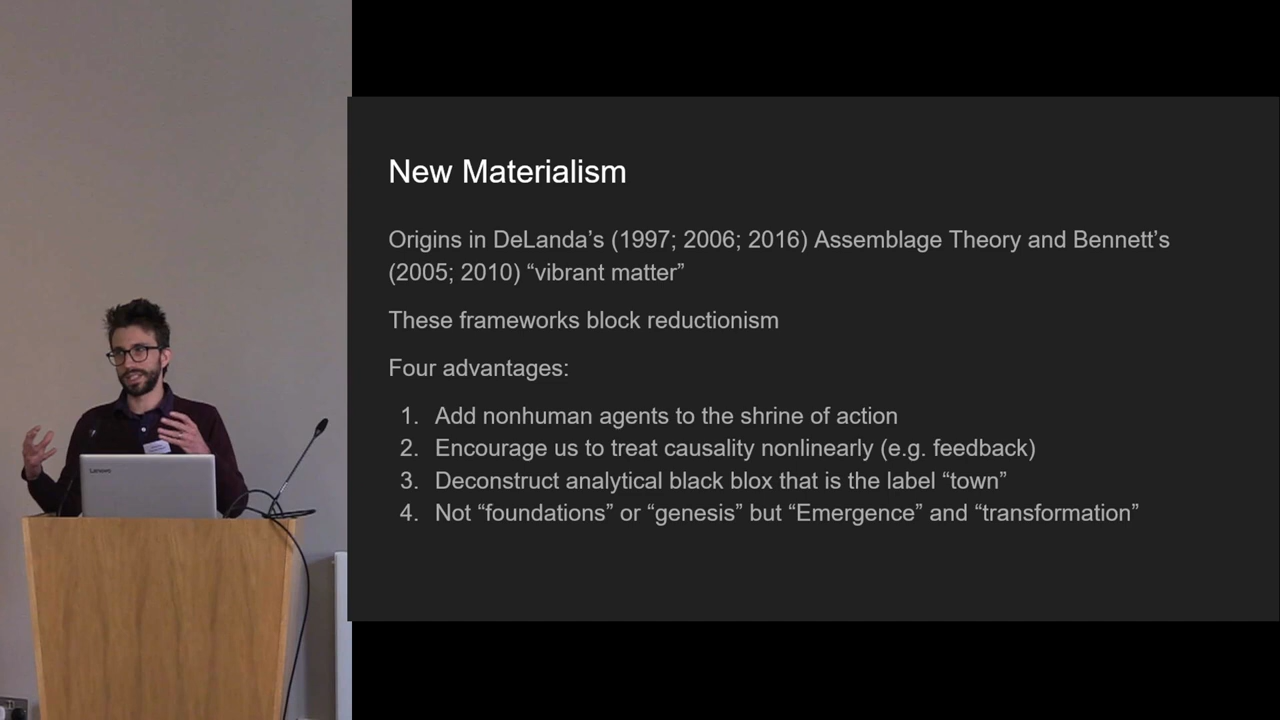 New Materialism
Origins in DeLanda’s (1997; 2006; 2016) Assemblage Theory and Bennett’s
(2005; 2010) “vibrant matter”
These frameworks block reductionism
Four advantages:
1. Add nonhuman agents to the shrine of action
2. Encourage us to treat causality nonlinearly (e.g. feedback)
3. Deconstruct analytical black blox that is the label “town”
4. Not “foundations” or “genesis” but “Emergence” and “transformation”
Lenovo